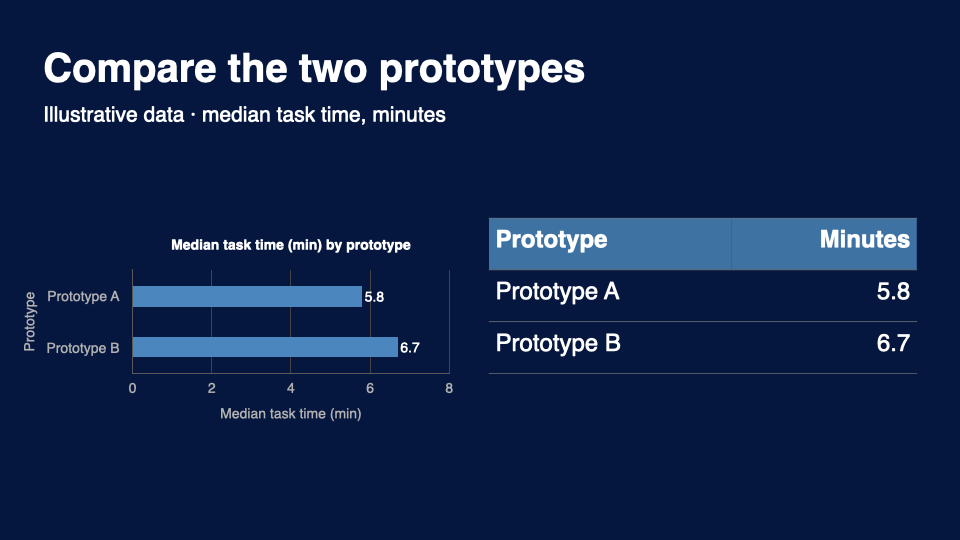 Compare the two prototypes
Illustrative data · median task time, minutes
Median task time (min) by prototype
Prototype
Prototype A
5.8
Prototype B
6.7
0 2 4 6 8
Median task time (min)
Prototype Minutes
Prototype A 5.8
Prototype B 6.7